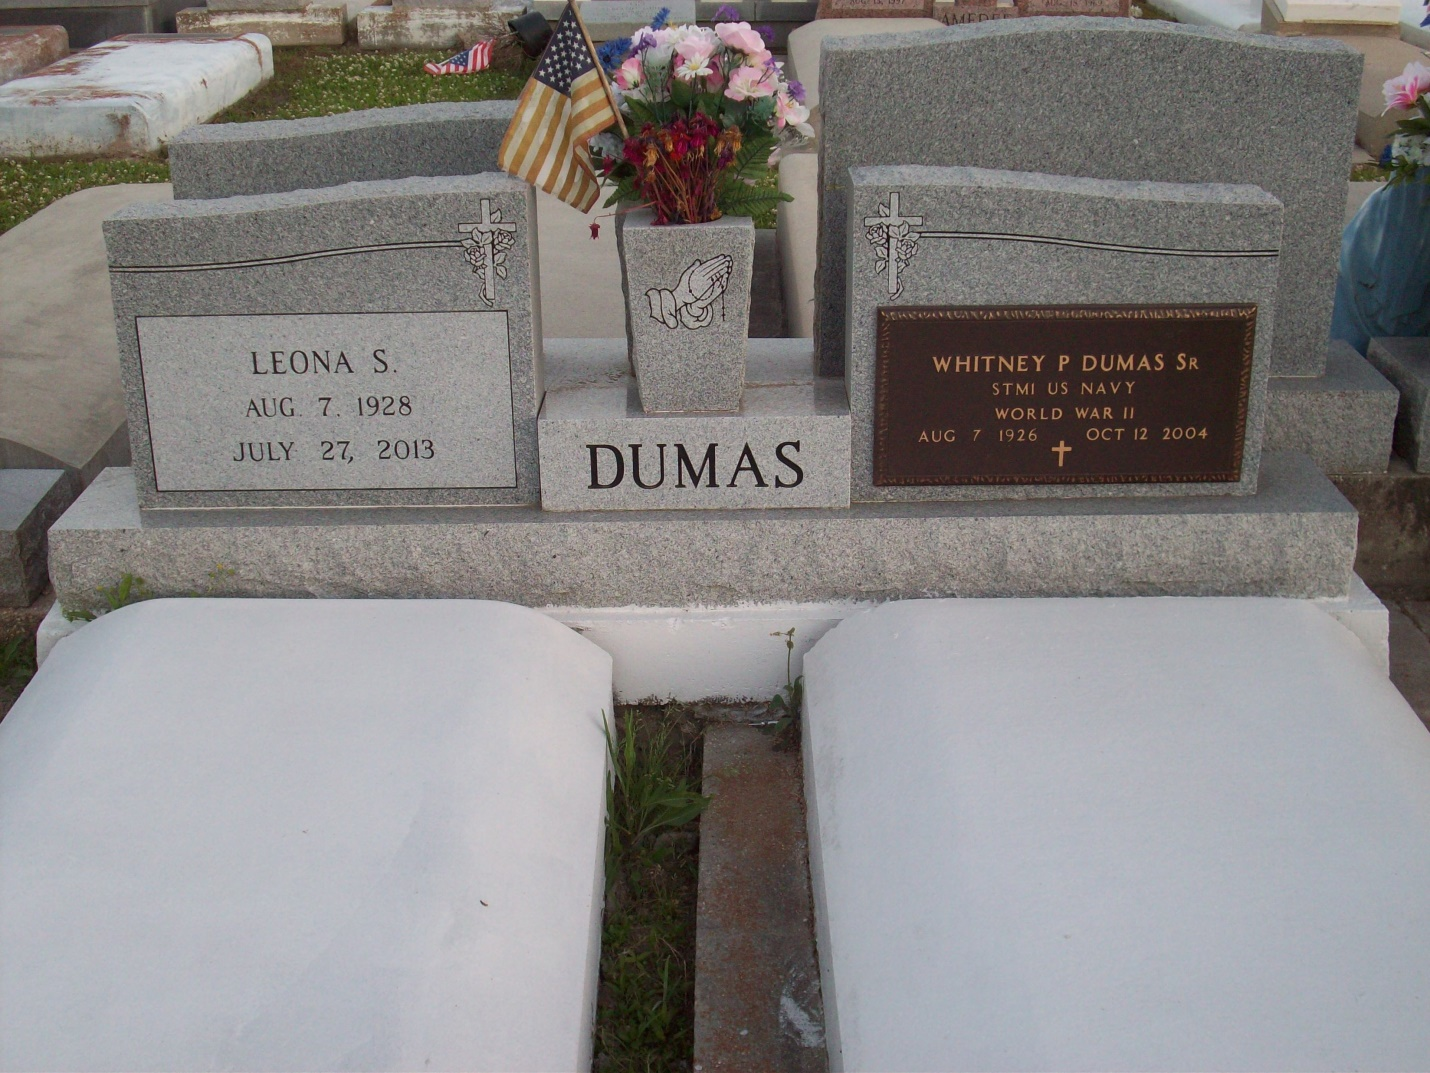 AMEDEE
LEONA S.
AUG. 7. 1928
JULY 27, 2013
DUMAS
WHITNEY P DUMAS SR
STM1 US NAVY
WORLD WAR II
AUG 7 1926 OCT 12 2004